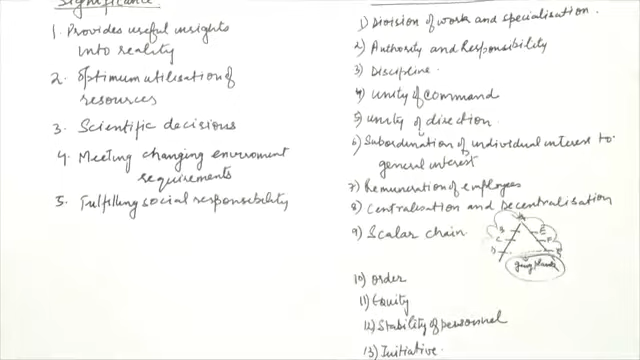 Significance
1. Provides useful insights
into reality
2. Optimum utilisation of
resources
3. Scientific decisions
4. Meeting changing environment
requirements
5. Fulfilling social responsibility
1) Division of work and specialisation.
2) Authority and Responsibility
3) Discipline.
4) Unity of command
5) Unity of direction
6) Subordination of individual interest to
general interest
7) Remuneration of employees
8) Centralisation and Decentralisation
9) Scalar chain.
A
B E
C F
D
gang plank
10) Order
11) Equity
12) Stability of personnel
13) Initiative.